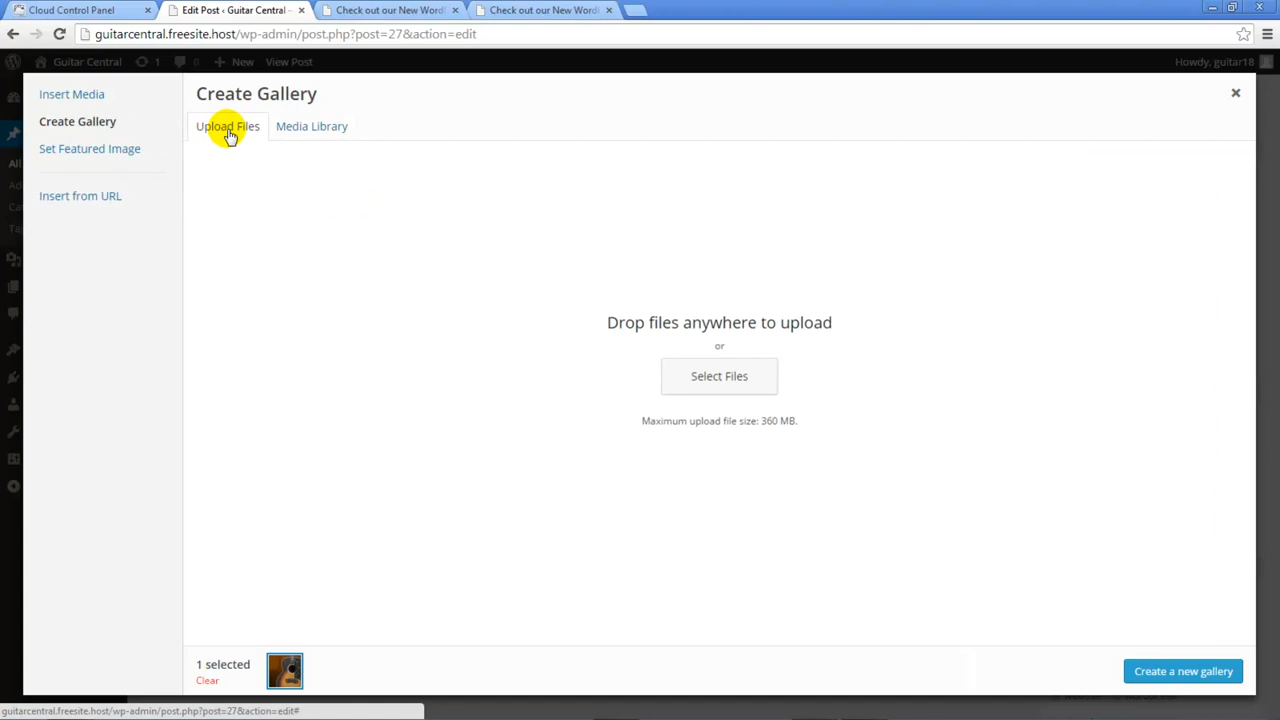 Cloud Control Panel
Edit Post ‹ Guitar Central –
Check out our New Word
Check out our New Word
guitarcentral.freesite.host/wp-admin/post.php?post=27&action=edit
Guitar Central 1 0 New View Post
Howdy, guitar18
Insert Media
Create Gallery
Set Featured Image
Insert from URL
Create Gallery
Upload Files
Media Library
Drop files anywhere to upload
or
Select Files
Maximum upload file size: 360 MB.
1 selected
Clear
Create a new gallery
guitarcentral.freesite.host/wp-admin/post.php?post=27&action=edit#